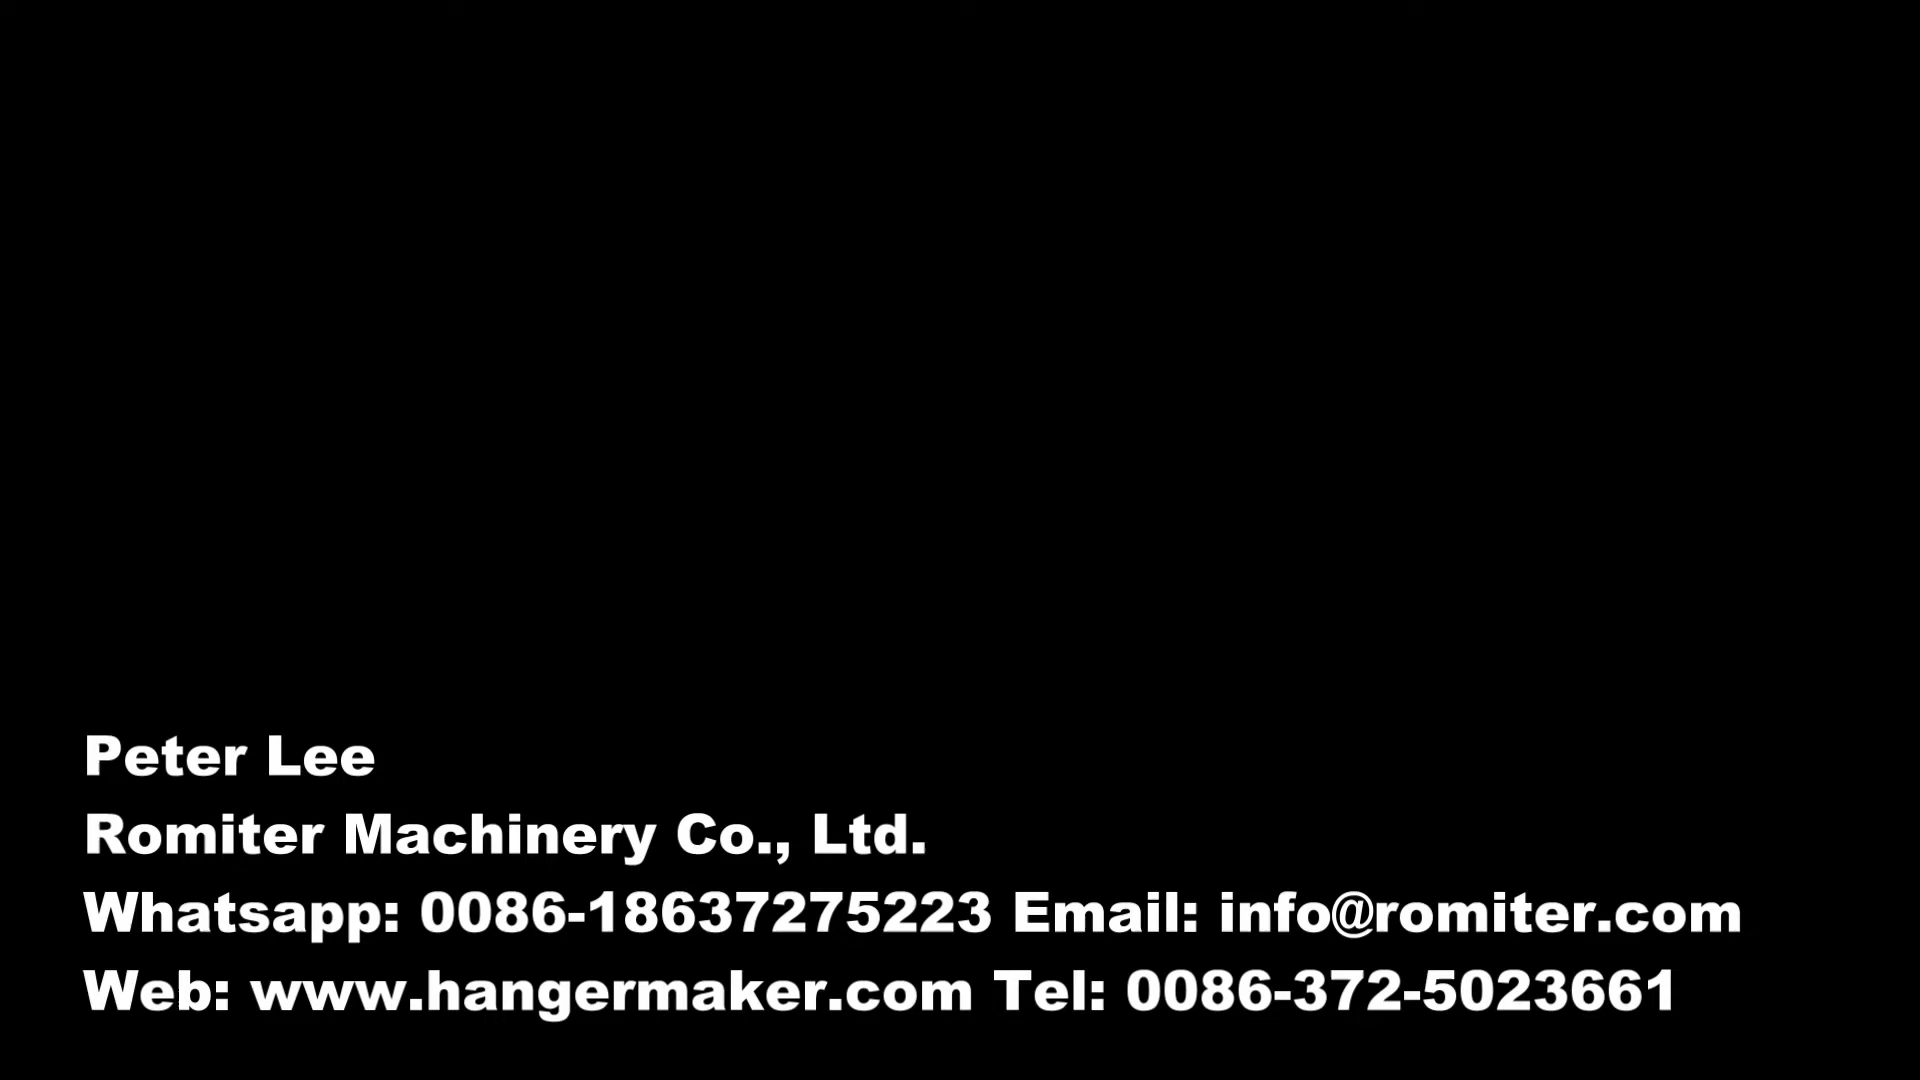 Peter Lee
Romiter Machinery Co., Ltd.
Whatsapp: 0086-18637275223 Email: info@romiter.com
Web: www.hangermaker.com Tel: 0086-372-5023661